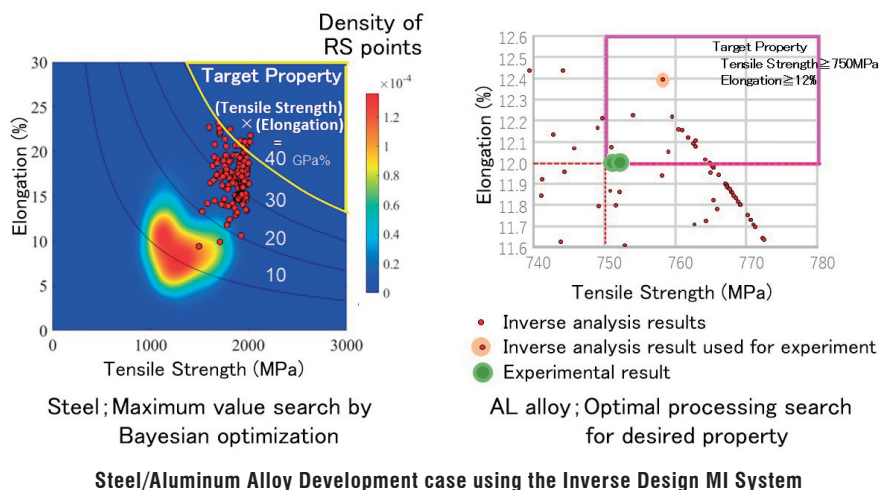 Density of
RS points
30
25
20
15
10
5
0
Elongation (%)
Target Property
(Tensile Strength)
×(Elongation)
=
40 GPa%
30
20
10
×10⁻⁴
1.2
1
0.8
0.6
0.4
0.2
0
0
1000
2000
3000
Tensile Strength (MPa)
Steel;Maximum value search by
Bayesian optimization
12.6
12.5
12.4
12.3
12.2
12.1
12.0
11.9
11.8
11.7
11.6
Elongation (%)
Target Property
Tensile Strength≧750MPa
Elongation≧12%
740
750
760
770
780
Tensile Strength (MPa)
Inverse analysis results
Inverse analysis result used for experiment
Experimental result
AL alloy;Optimal processing search
for desired property
Steel/Aluminum Alloy Development case using the Inverse Design MI System